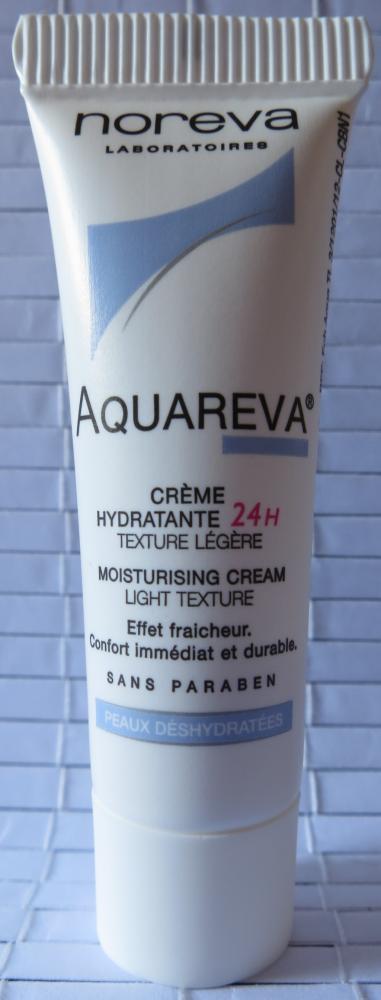 noreva
LABORATOIRES
AQUAREVA®
CRÈME
HYDRATANTE 24H
TEXTURE LÉGÈRE
MOISTURISING CREAM
LIGHT TEXTURE
Effet fraicheur.
Confort immédiat et durable.
SANS PARABEN
PEAUX DÉSHYDRATÉES